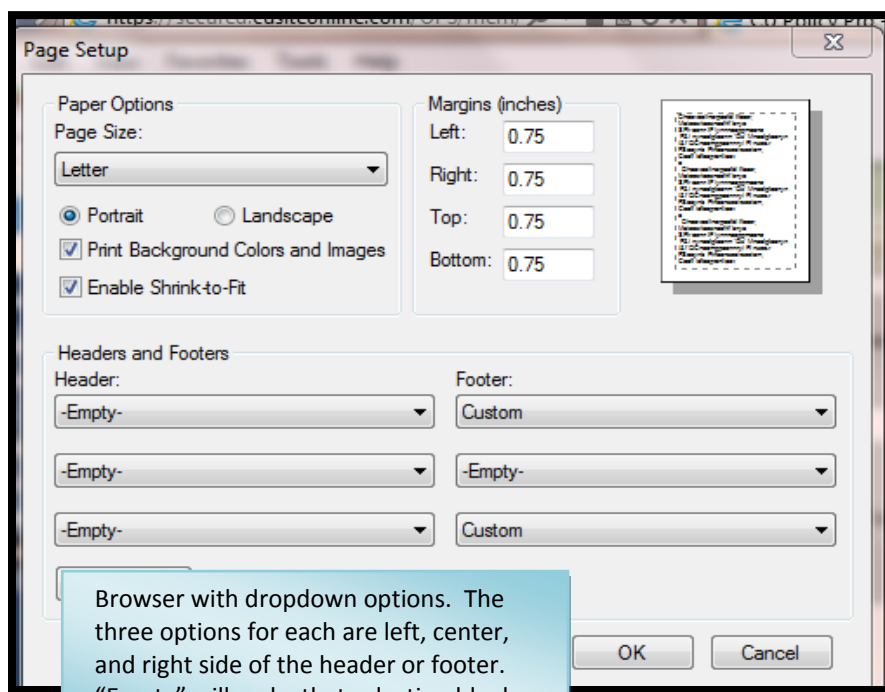 Page Setup
Paper Options
Page Size:
Letter
Portrait Landscape
Print Background Colors and Images
Enable Shrink-to-Fit
Margins (inches)
Left: 0.75
Right: 0.75
Top: 0.75
Bottom: 0.75
Headers and Footers
Header: Footer:
-Empty- Custom
-Empty- -Empty-
-Empty- Custom
Browser with dropdown options. The
three options for each are left, center,
and right side of the header or footer.
OK Cancel